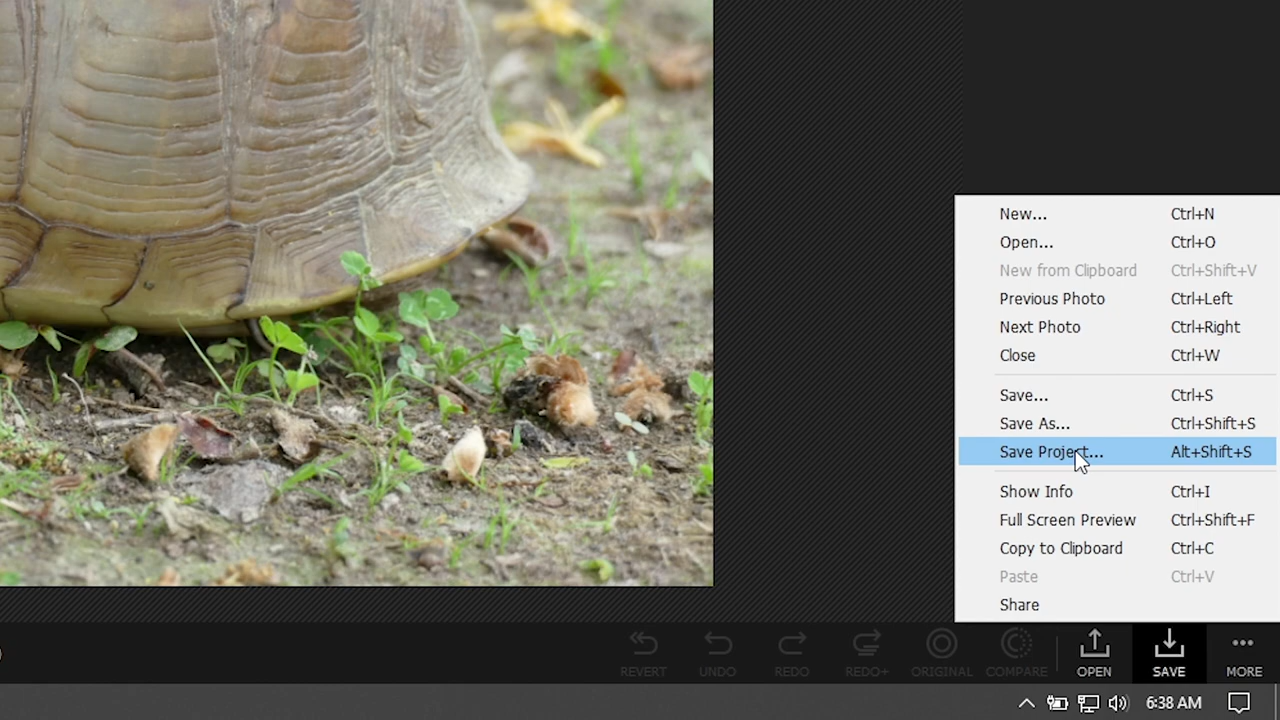 New... Ctrl+N
Open... Ctrl+O
New from Clipboard Ctrl+Shift+V
Previous Photo Ctrl+Left
Next Photo Ctrl+Right
Close Ctrl+W
Save... Ctrl+S
Save As... Ctrl+Shift+S
Save Project... Alt+Shift+S
Show Info Ctrl+I
Full Screen Preview Ctrl+Shift+F
Copy to Clipboard Ctrl+C
Paste Ctrl+V
Share
REVERT UNDO REDO REDO+ ORIGINAL COMPARE OPEN SAVE MORE
6:38 AM